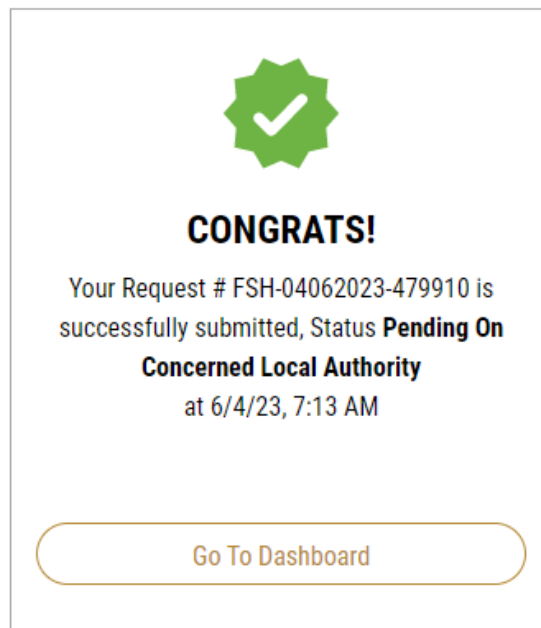 CONGRATS!
Your Request # FSH-04062023-479910 is
successfully submitted, Status Pending On
Concerned Local Authority
at 6/4/23, 7:13 AM
Go To Dashboard